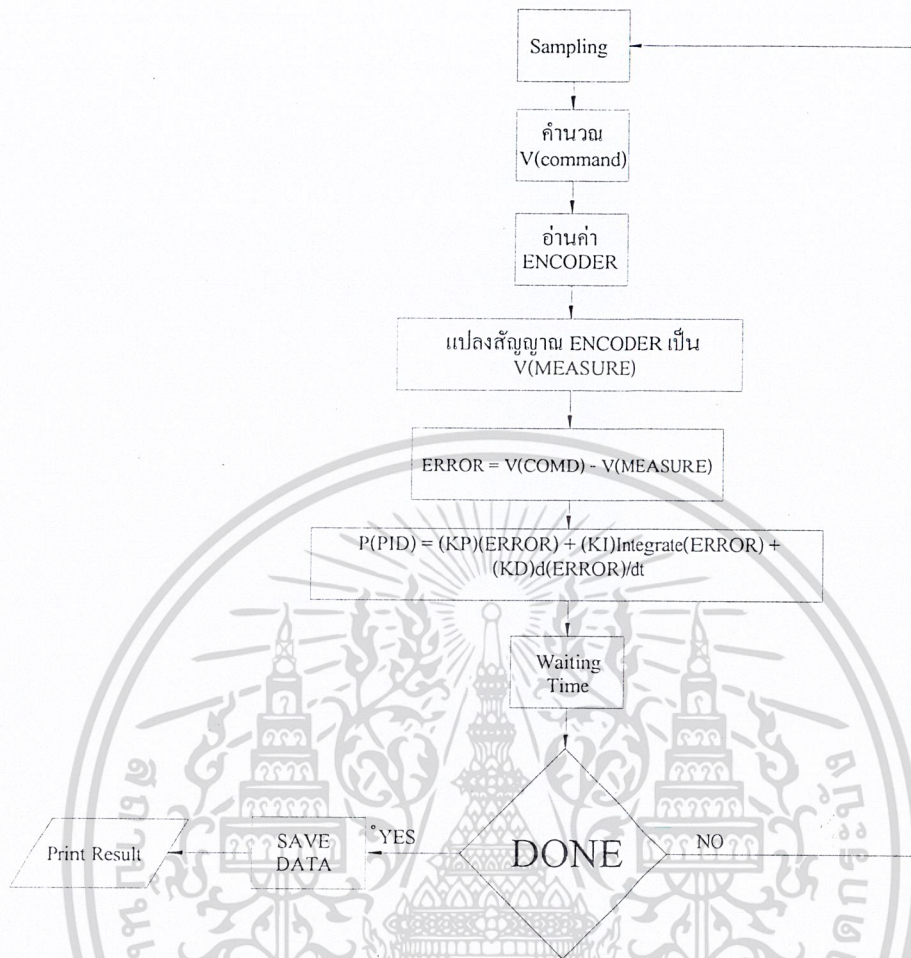 Sampling
คำนวณ
V(command)
อ่านค่า
ENCODER
แปลงสัญญาณ ENCODER เป็น
V(MEASURE)
ERROR = V(COMD) - V(MEASURE)
P(PID) = (KP)(ERROR) + (KI)Integrate(ERROR) +
(KD)d(ERROR)/dt
Waiting
Time
DONE
NO
YES
SAVE
DATA
Print Result